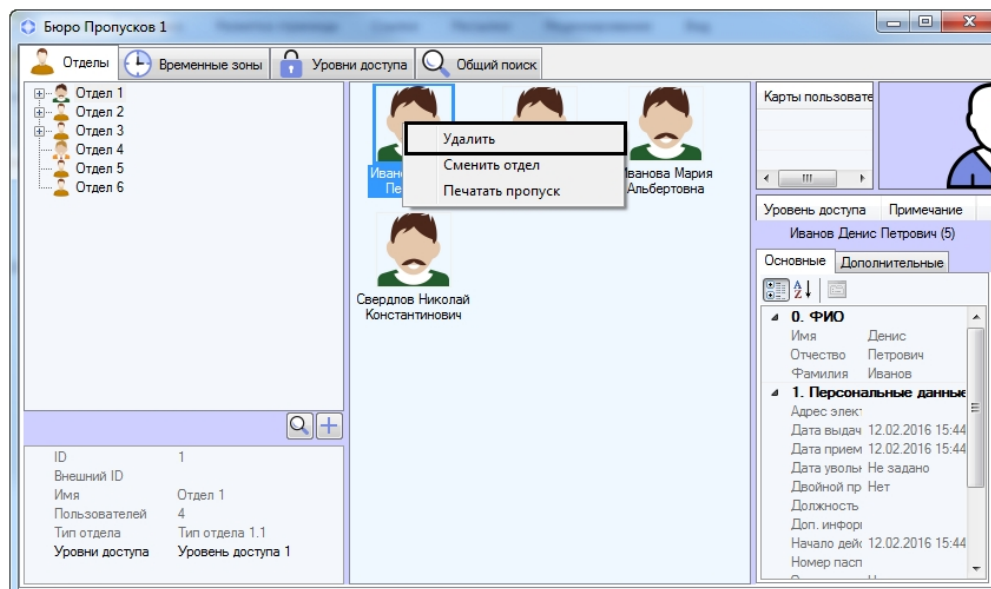 Бюро Пропусков 1
Отделы
Временные зоны
Уровни доступа
Общий поиск
Отдел 1
Отдел 2
Отдел 3
Отдел 4
Отдел 5
Отдел 6
ID 1
Внешний ID
Имя Отдел 1
Пользователей 4
Тип отдела Тип отдела 1.1
Уровни доступа Уровень доступа 1
Удалить
Сменить отдел
Печатать пропуск
Иван
Пе
Иванова Мария
Альбертовна
Свердлов Николай
Константинович
Карты пользовате
Уровень доступа Примечание
Иванов Денис Петрович (5)
Основные Дополнительные
0. ФИО
Имя Денис
Отчество Петрович
Фамилия Иванов
1. Персональные данные
Адрес элект
Дата выдач 12.02.2016 15:44
Дата прием 12.02.2016 15:44
Дата уволь Не задано
Двойной пр Нет
Должность
Доп. инфор
Начало дейс 12.02.2016 15:44
Номер пасп